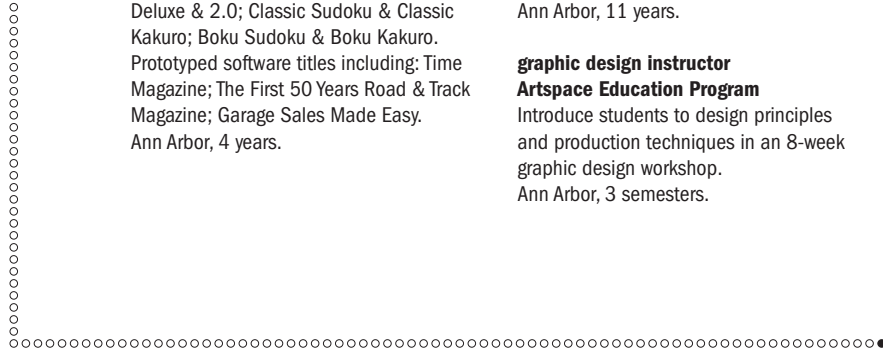 Deluxe & 2.0; Classic Sudoku & Classic
Kakuro; Boku Sudoku & Boku Kakuro.
Prototyped software titles including: Time
Magazine; The First 50 Years Road & Track
Magazine; Garage Sales Made Easy.
Ann Arbor, 4 years.
Ann Arbor, 11 years.
graphic design instructor
Artspace Education Program
Introduce students to design principles
and production techniques in an 8-week
graphic design workshop.
Ann Arbor, 3 semesters.